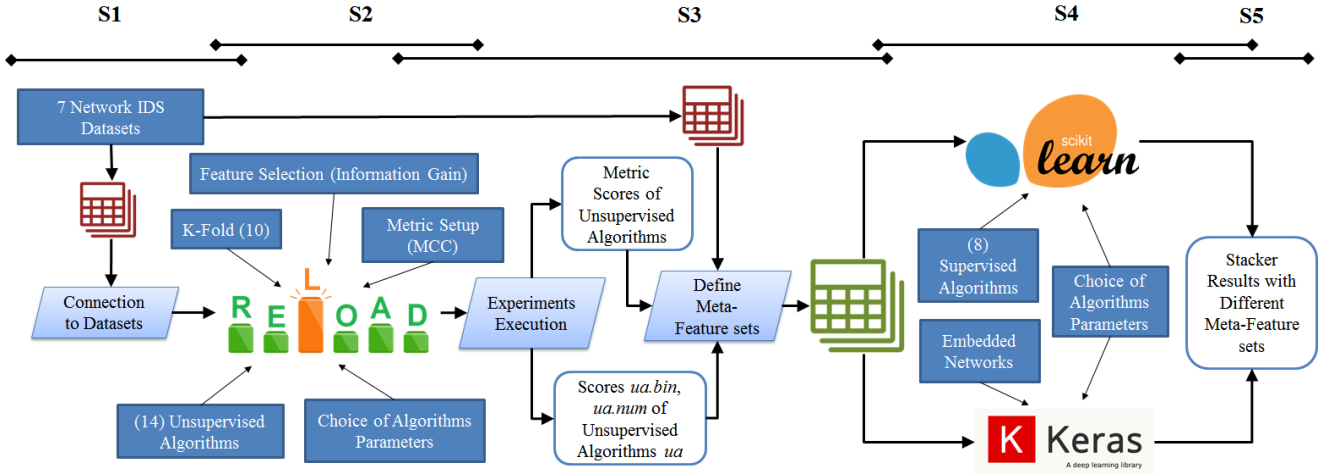 S1
S2
S3
S4
S5
7 Network IDS
Datasets
Feature Selection (Information Gain)
K-Fold (10)
Metric Setup
(MCC)
Connection
to Datasets
RELOAD
(14) Unsupervised
Algorithms
Choice of Algorithms
Parameters
Experiments
Execution
Metric
Scores of
Unsupervised
Algorithms
Scores ua.bin,
ua.num of
Unsupervised
Algorithms ua
Define
Meta-
Feature sets
scikit
learn
(8)
Supervised
Algorithms
Choice of
Algorithms
Parameters
Embedded
Networks
K Keras
A deep learning library
Stacker
Results with
Different
Meta-Feature
sets